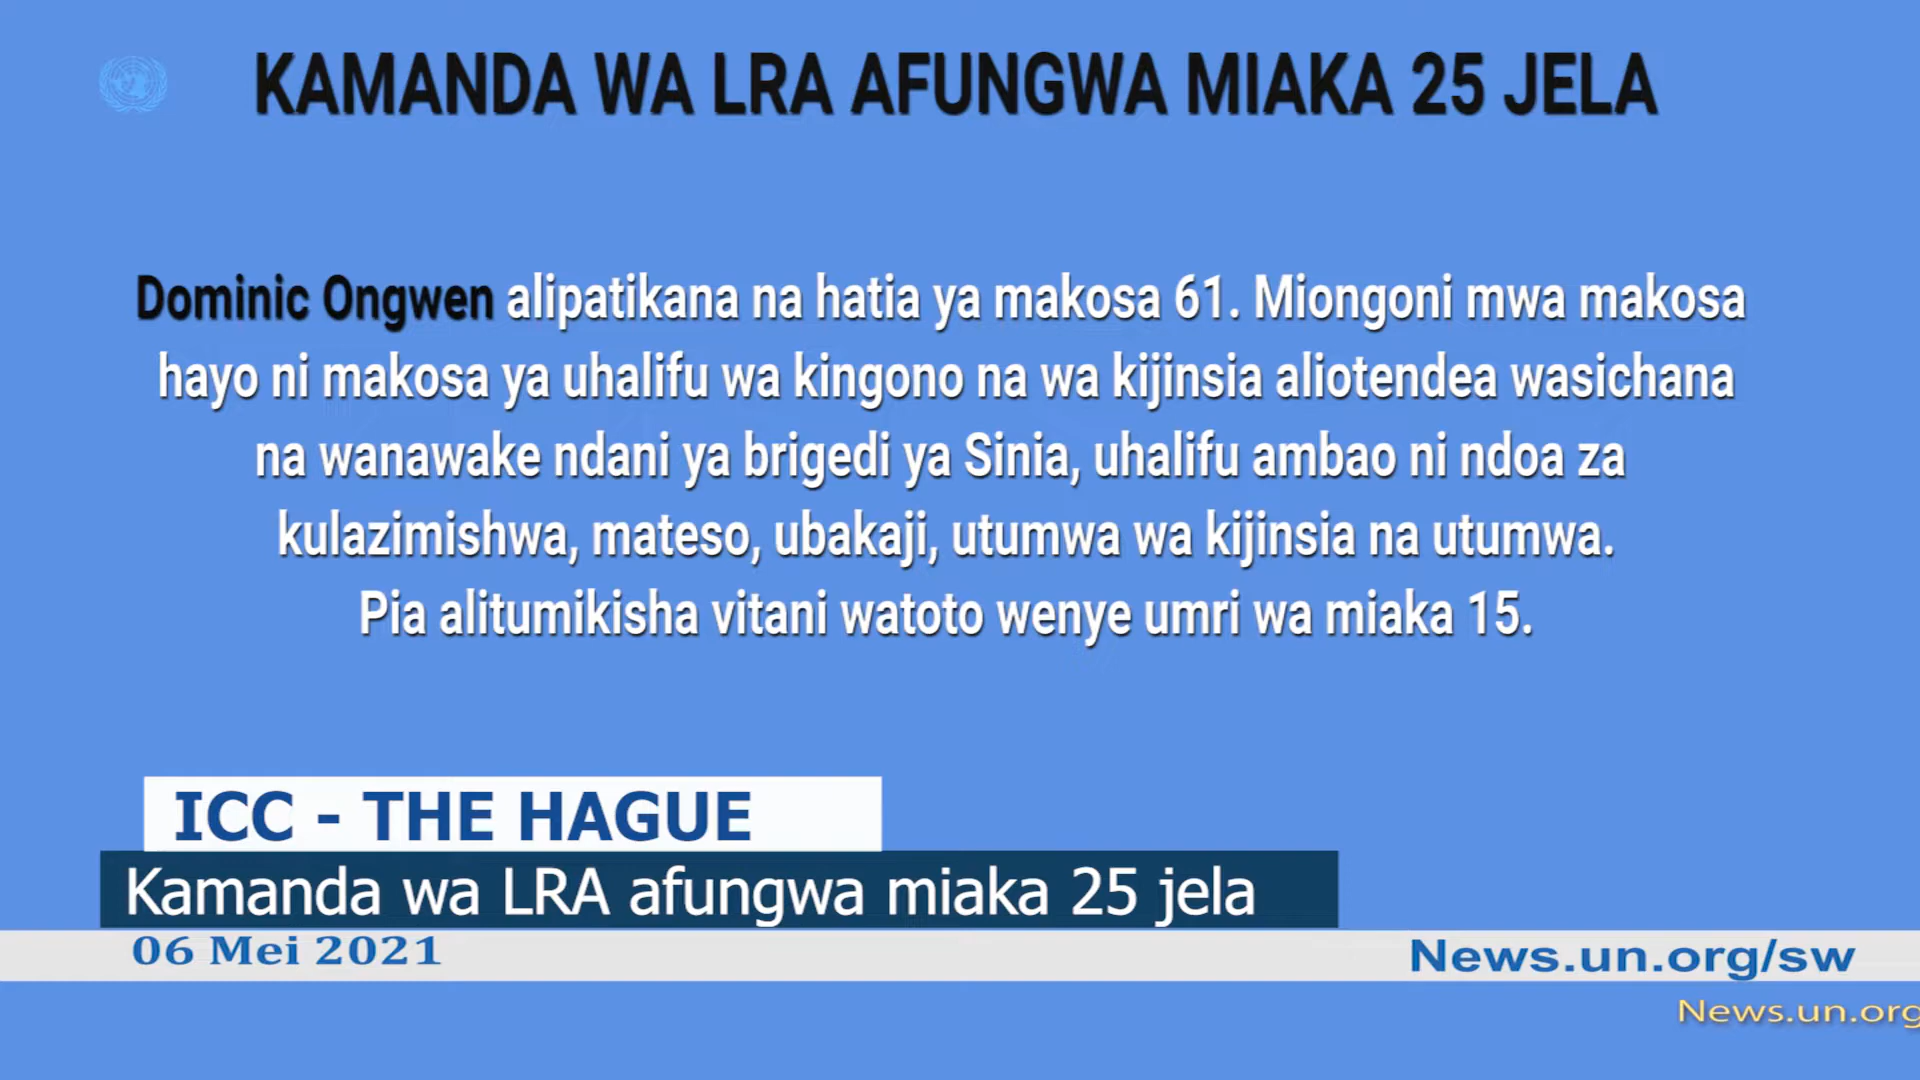 KAMANDA WA LRA AFUNGWA MIAKA 25 JELA
Dominic Ongwen alipatikana na hatia ya makosa 61. Miongoni mwa makosa
hayo ni makosa ya uhalifu wa kingono na wa kijinsia aliotendea wasichana
na wanawake ndani ya brigedi ya Sinia, uhalifu ambao ni ndoa za
kulazimishwa, mateso, ubakaji, utumwa wa kijinsia na utumwa.
Pia alitumikisha vitani watoto wenye umri wa miaka 15.
ICC - THE HAGUE
Kamanda wa LRA afungwa miaka 25 jela
06 Mei 2021
News.un.org/sw
News.un.org